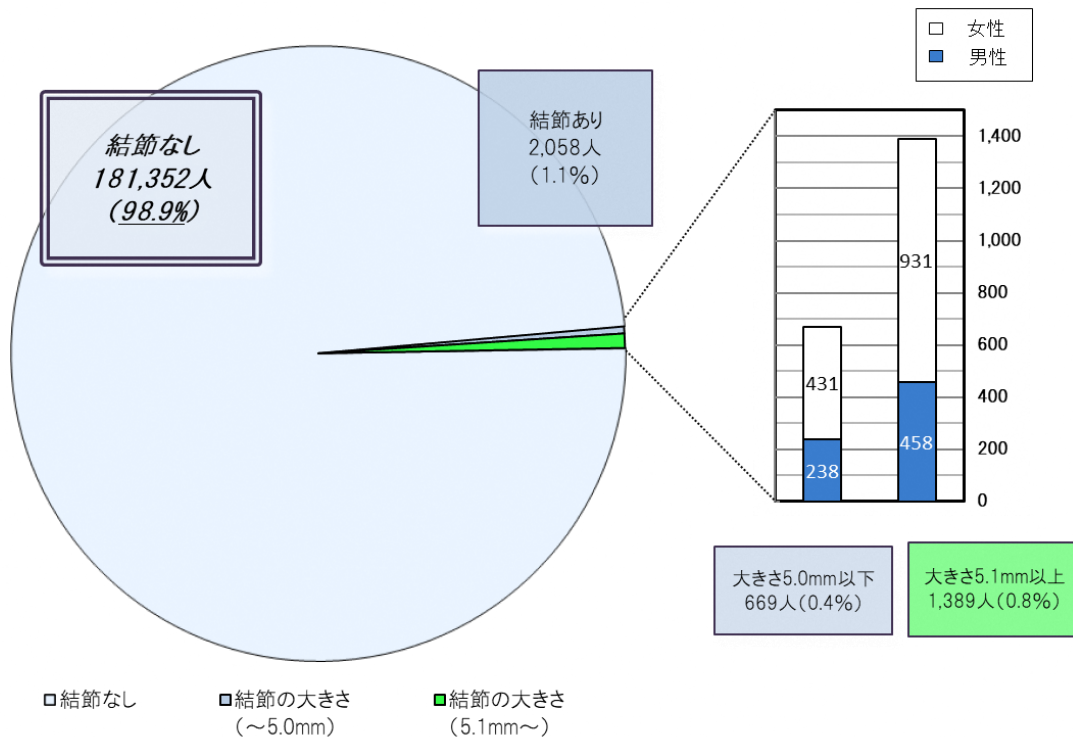 女性
男性
結節なし
181,352人
(98.9%)
結節あり
2,058人
(1.1%)
1,400
1,200
1,000
800
600
400
200
0
931
431
458
238
大きさ5.0mm以下
669人(0.4%)
大きさ5.1mm以上
1,389人(0.8%)
結節なし
結節の大きさ
(～5.0mm)
結節の大きさ
(5.1mm～)